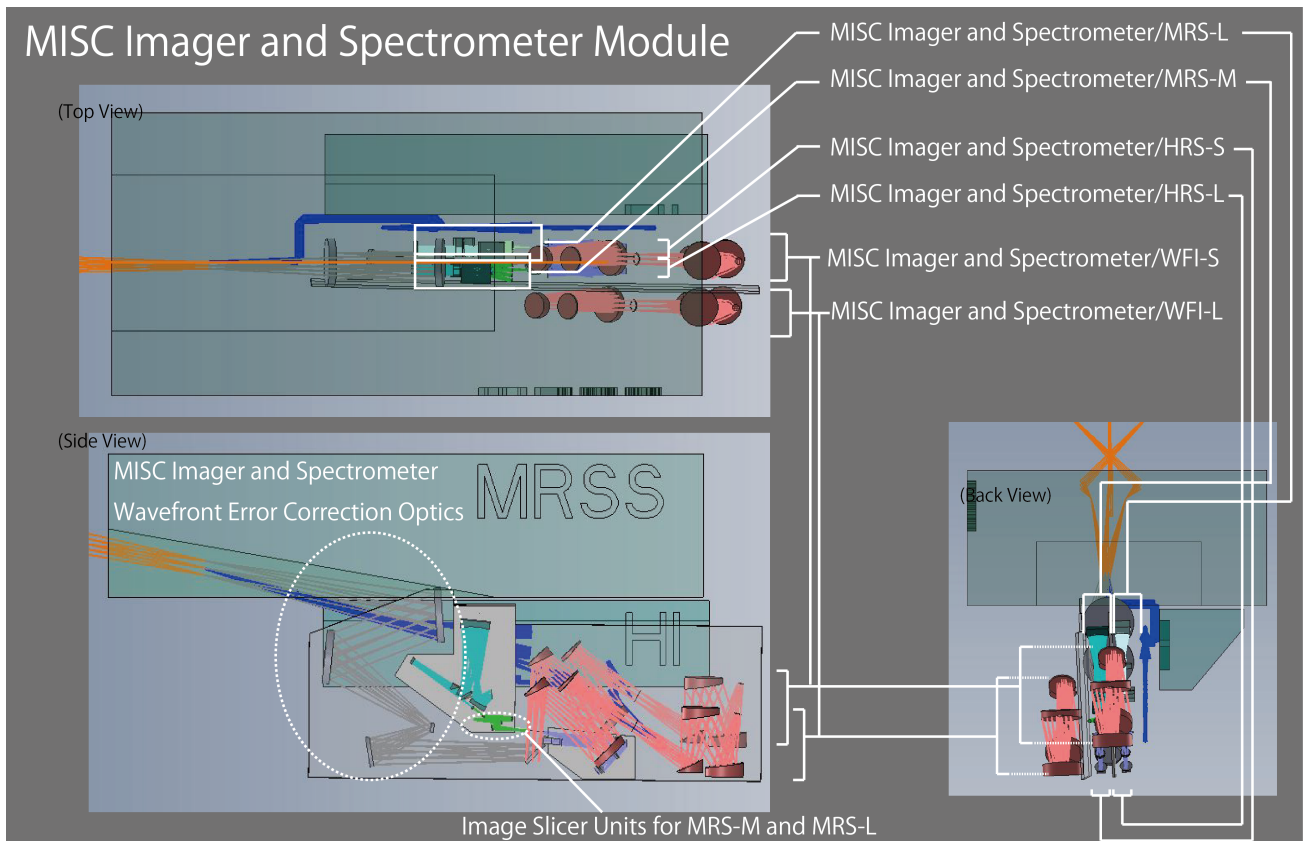 MISC Imager and Spectrometer Module
(Top View)
MISC Imager and Spectrometer/MRS-L
MISC Imager and Spectrometer/MRS-M
MISC Imager and Spectrometer/HRS-S
MISC Imager and Spectrometer/HRS-L
MISC Imager and Spectrometer/WFI-S
MISC Imager and Spectrometer/WFI-L
(Side View)
MISC Imager and Spectrometer
Wavefront Error Correction Optics
MRSS
HI
(Back View)
Image Slicer Units for MRS-M and MRS-L